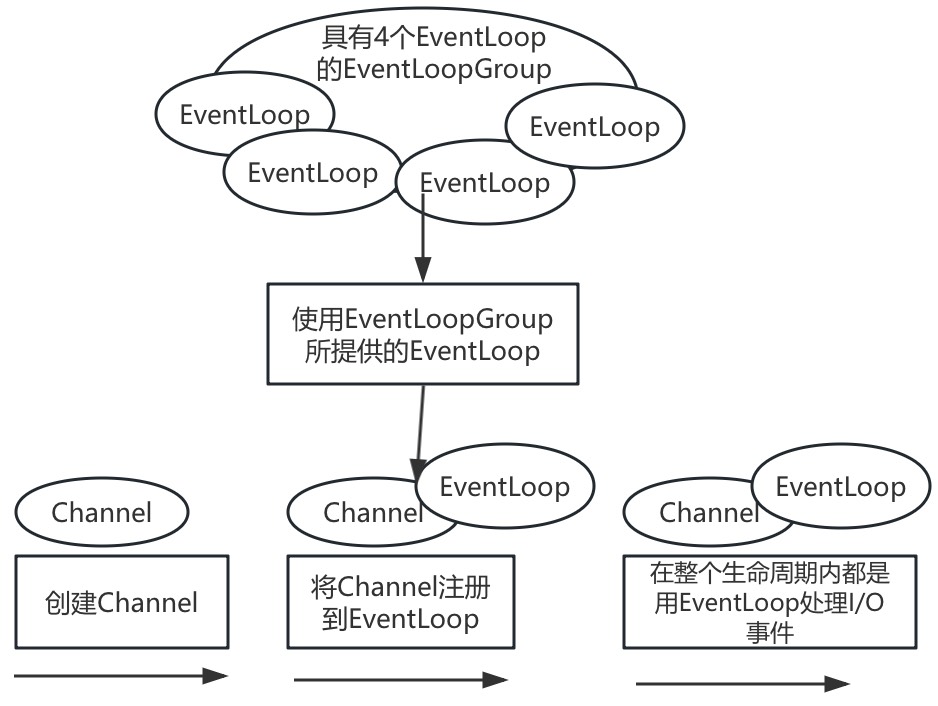 具有4个EventLoop
的EventLoopGroup
EventLoop
EventLoop
EventLoop
EventLoop
使用EventLoopGroup
所提供的EventLoop
Channel
Channel
EventLoop
Channel
EventLoop
创建Channel
将Channel注册
到EventLoop
在整个生命周期内都是
用EventLoop处理I/O
事件